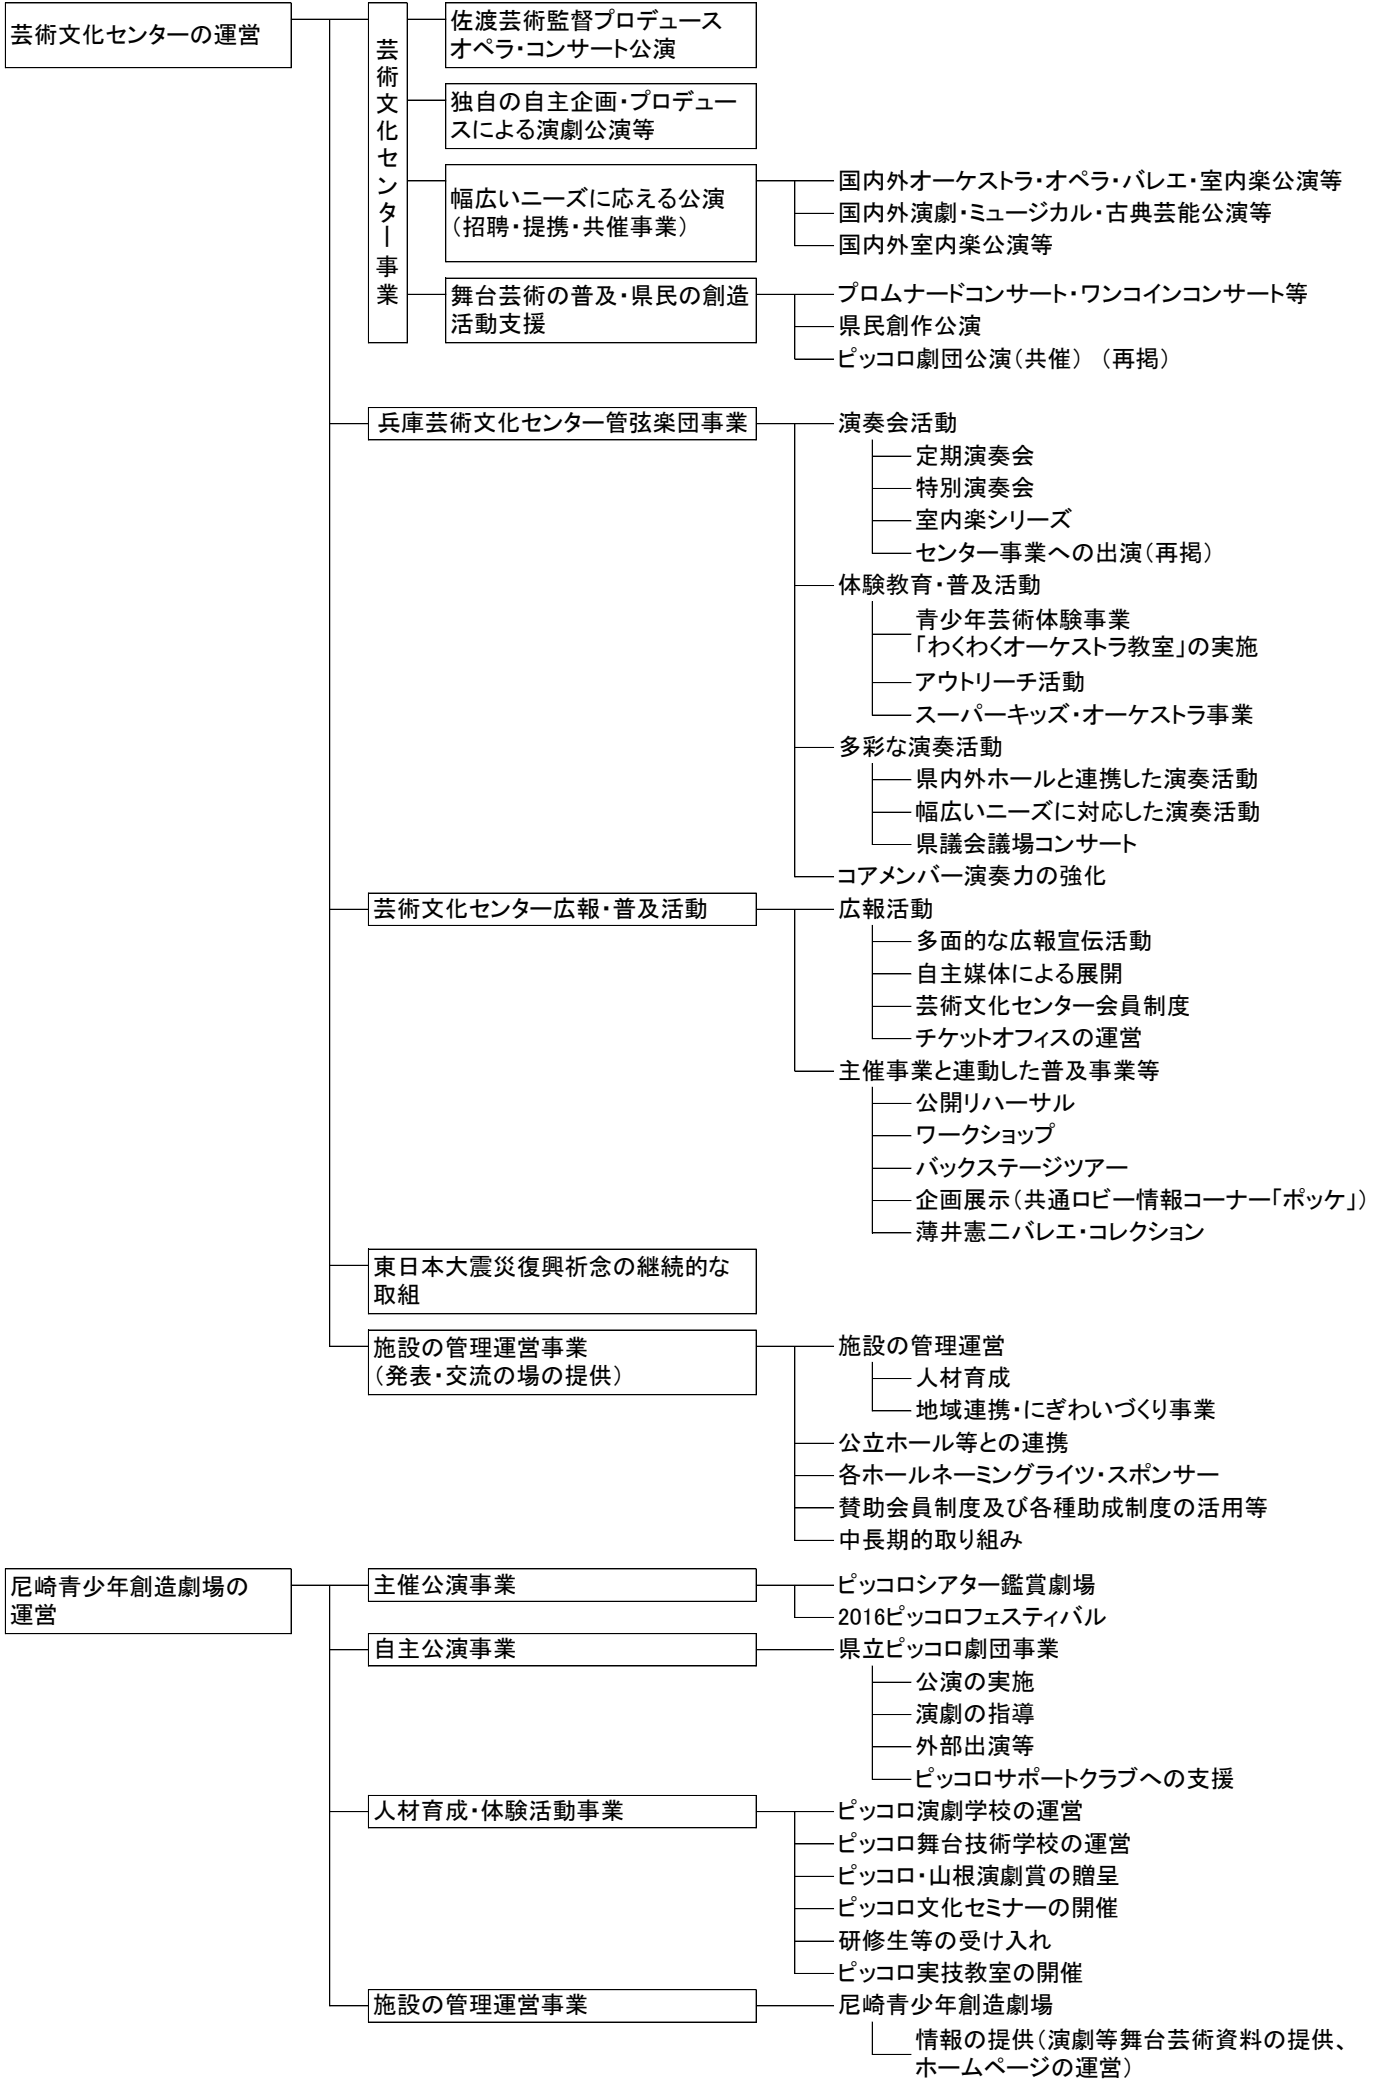 芸術文化センターの運営
芸術文化センター事業
佐渡芸術監督プロデュース
オペラ・コンサート公演
独自の自主企画・プロデュー
スによる演劇公演等
幅広いニーズに応える公演
（招聘・提携・共催事業）
国内外オーケストラ・オペラ・バレエ・室内楽公演等
国内外演劇・ミュージカル・古典芸能公演等
国内外室内楽公演等
舞台芸術の普及・県民の創造
活動支援
プロムナードコンサート・ワンコインコンサート等
県民創作公演
ピッコロ劇団公演（共催）（再掲）
兵庫芸術文化センター管弦楽団事業
演奏会活動
定期演奏会
特別演奏会
室内楽シリーズ
センター事業への出演（再掲）
体験教育・普及活動
青少年芸術体験事業
「わくわくオーケストラ教室」の実施
アウトリーチ活動
スーパーキッズ・オーケストラ事業
多彩な演奏活動
県内外ホールと連携した演奏活動
幅広いニーズに対応した演奏活動
県議会議場コンサート
コアメンバー演奏力の強化
芸術文化センター広報・普及活動
広報活動
多面的な広報宣伝活動
自主媒体による展開
芸術文化センター会員制度
チケットオフィスの運営
主催事業と連動した普及事業等
公開リハーサル
ワークショップ
バックステージツアー
企画展示（共通ロビー情報コーナー「ポッケ」）
薄井憲二バレエ・コレクション
東日本大震災復興祈念の継続的な
取組
施設の管理運営事業
（発表・交流の場の提供）
施設の管理運営
人材育成
地域連携・にぎわいづくり事業
公立ホール等との連携
各ホールネーミングライツ・スポンサー
賛助会員制度及び各種助成制度の活用等
中長期的取り組み
尼崎青少年創造劇場の
運営
主催公演事業
ピッコロシアター鑑賞劇場
2016ピッコロフェスティバル
自主公演事業
県立ピッコロ劇団事業
公演の実施
演劇の指導
外部出演等
ピッコロサポートクラブへの支援
人材育成・体験活動事業
ピッコロ演劇学校の運営
ピッコロ舞台技術学校の運営
ピッコロ・山根演劇賞の贈呈
ピッコロ文化セミナーの開催
研修生等の受け入れ
ピッコロ実技教室の開催
施設の管理運営事業
尼崎青少年創造劇場
情報の提供（演劇等舞台芸術資料の提供、
ホームページの運営）